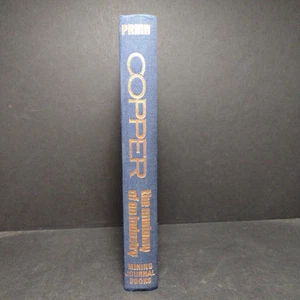 PRAIN
COPPER
the anatomy
of an industry
MINING
JOURNAL
BOOKS